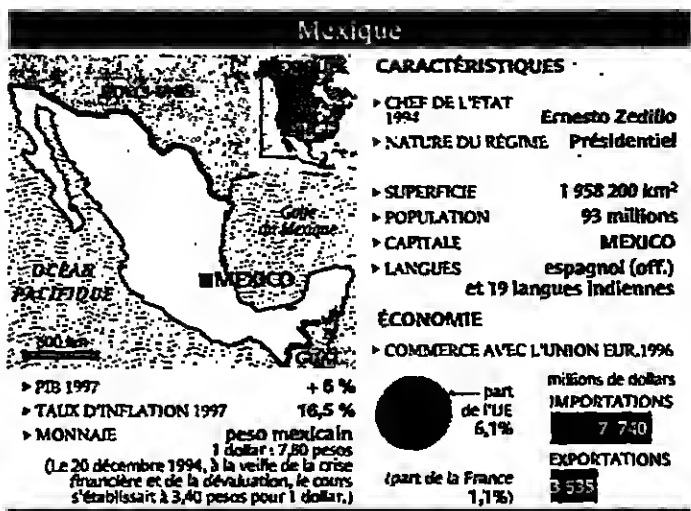 Mexique
ÉTATS-UNIS
Golfe
du Mexique
OCÉAN
PACIFIQUE
MEXICO
500 km
GUAT.
▸ PIB 1997 + 6 %
▸ TAUX D'INFLATION 1997 16,5 %
▸ MONNAIE peso mexicain
1 dollar : 7,80 pesos
(Le 20 décembre 1994, à la veille de la crise
financière et de la dévaluation, le cours
s'établissait à 3,40 pesos pour 1 dollar.)
CARACTÉRISTIQUES
▸ CHEF DE L'ETAT
1994 Ernesto Zedillo
▸ NATURE DU RÉGIME Présidentiel
▸ SUPERFICIE 1 958 200 km²
▸ POPULATION 93 millions
▸ CAPITALE MEXICO
▸ LANGUES espagnol (off.)
et 19 langues indiennes
ÉCONOMIE
▸ COMMERCE AVEC L'UNION EUR.1996
part
de l'UE
6,1%
(part de la France
1,1%)
millions de dollars
IMPORTATIONS
7 740
EXPORTATIONS
3 535